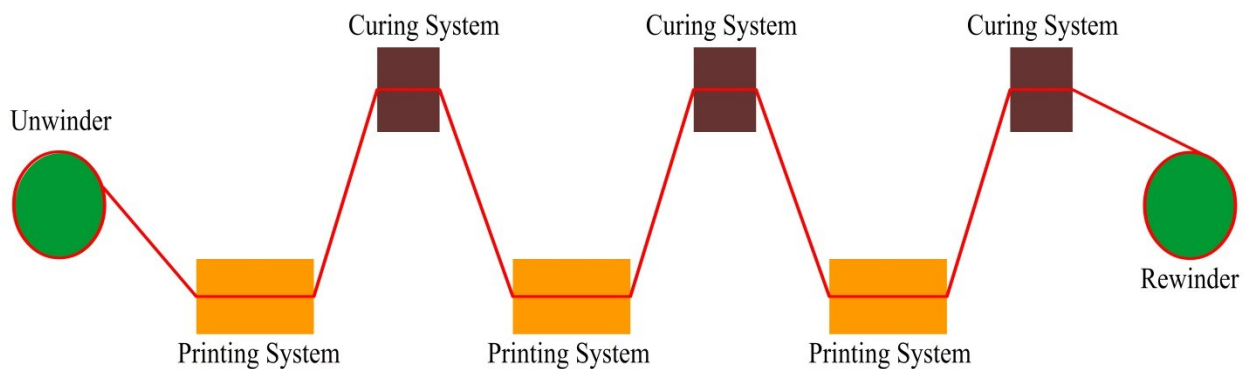 Curing System
Curing System
Curing System
Unwinder
Rewinder
Printing System
Printing System
Printing System